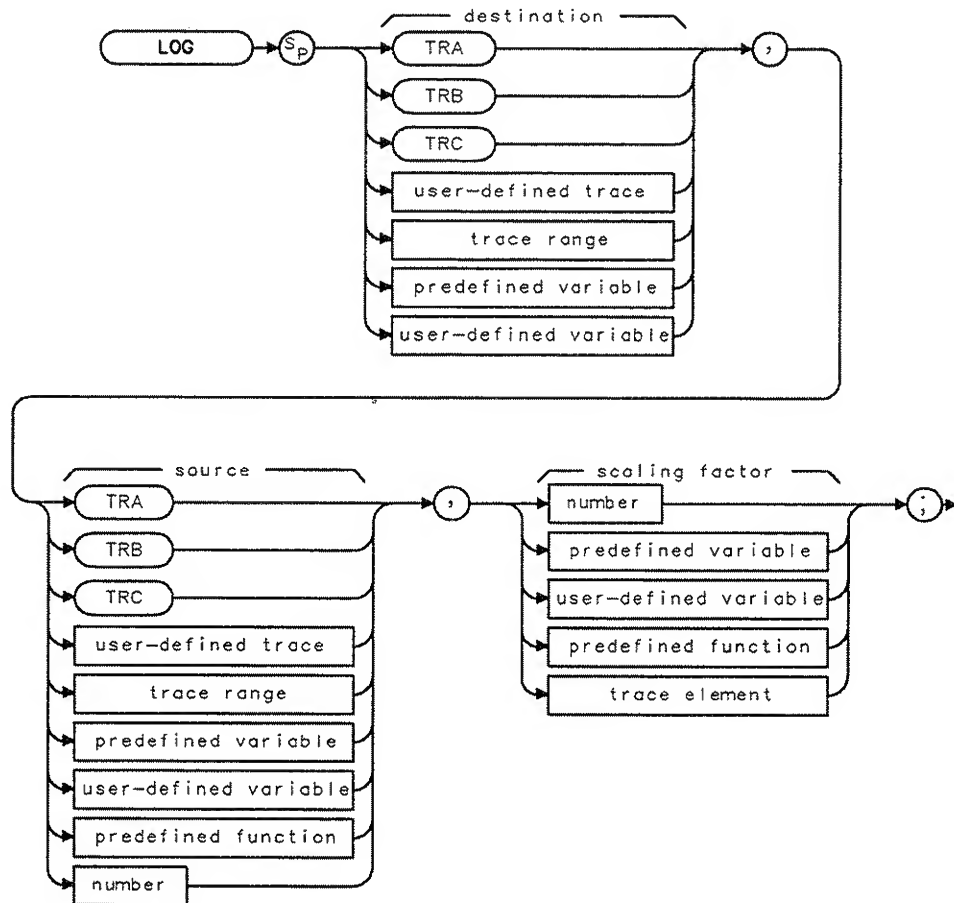 destination
LOG
SP
TRA
,
TRB
TRC
user-defined trace
trace range
predefined variable
user-defined variable
source
TRA
TRB
TRC
user-defined trace
trace range
predefined variable
user-defined variable
predefined function
number
,
scaling factor
number
predefined variable
user-defined variable
predefined function
trace element
;